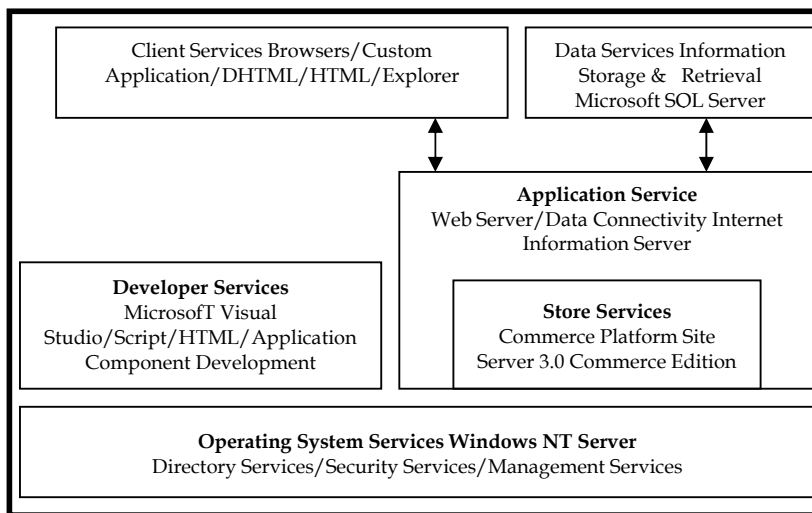 Client Services Browsers/Custom
Application/DHTML/HTML/Explorer
Data Services Information
Storage & Retrieval
Microsoft SOL Server
Application Service
Web Server/Data Connectivity Internet
Information Server
Developer Services
MicrosofT Visual
Studio/Script/HTML/Application
Component Development
Store Services
Commerce Platform Site
Server 3.0 Commerce Edition
Operating System Services Windows NT Server
Directory Services/Security Services/Management Services